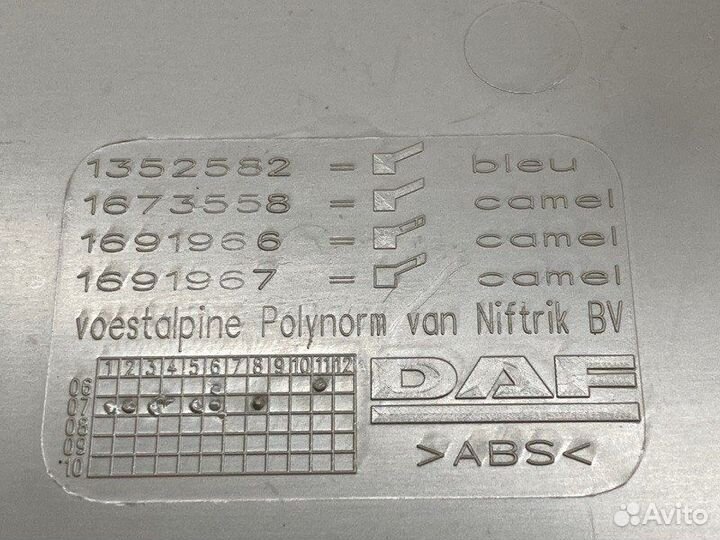 1352582 = bleu
1673558 = camel
1691966 = camel
1691967 = camel
voestalpine Polynorm van Niftrik BV
1 2 3 4 5 6 7 8 9 10 11 12
06
07
08
09
10
DAF
>ABS<
Avito